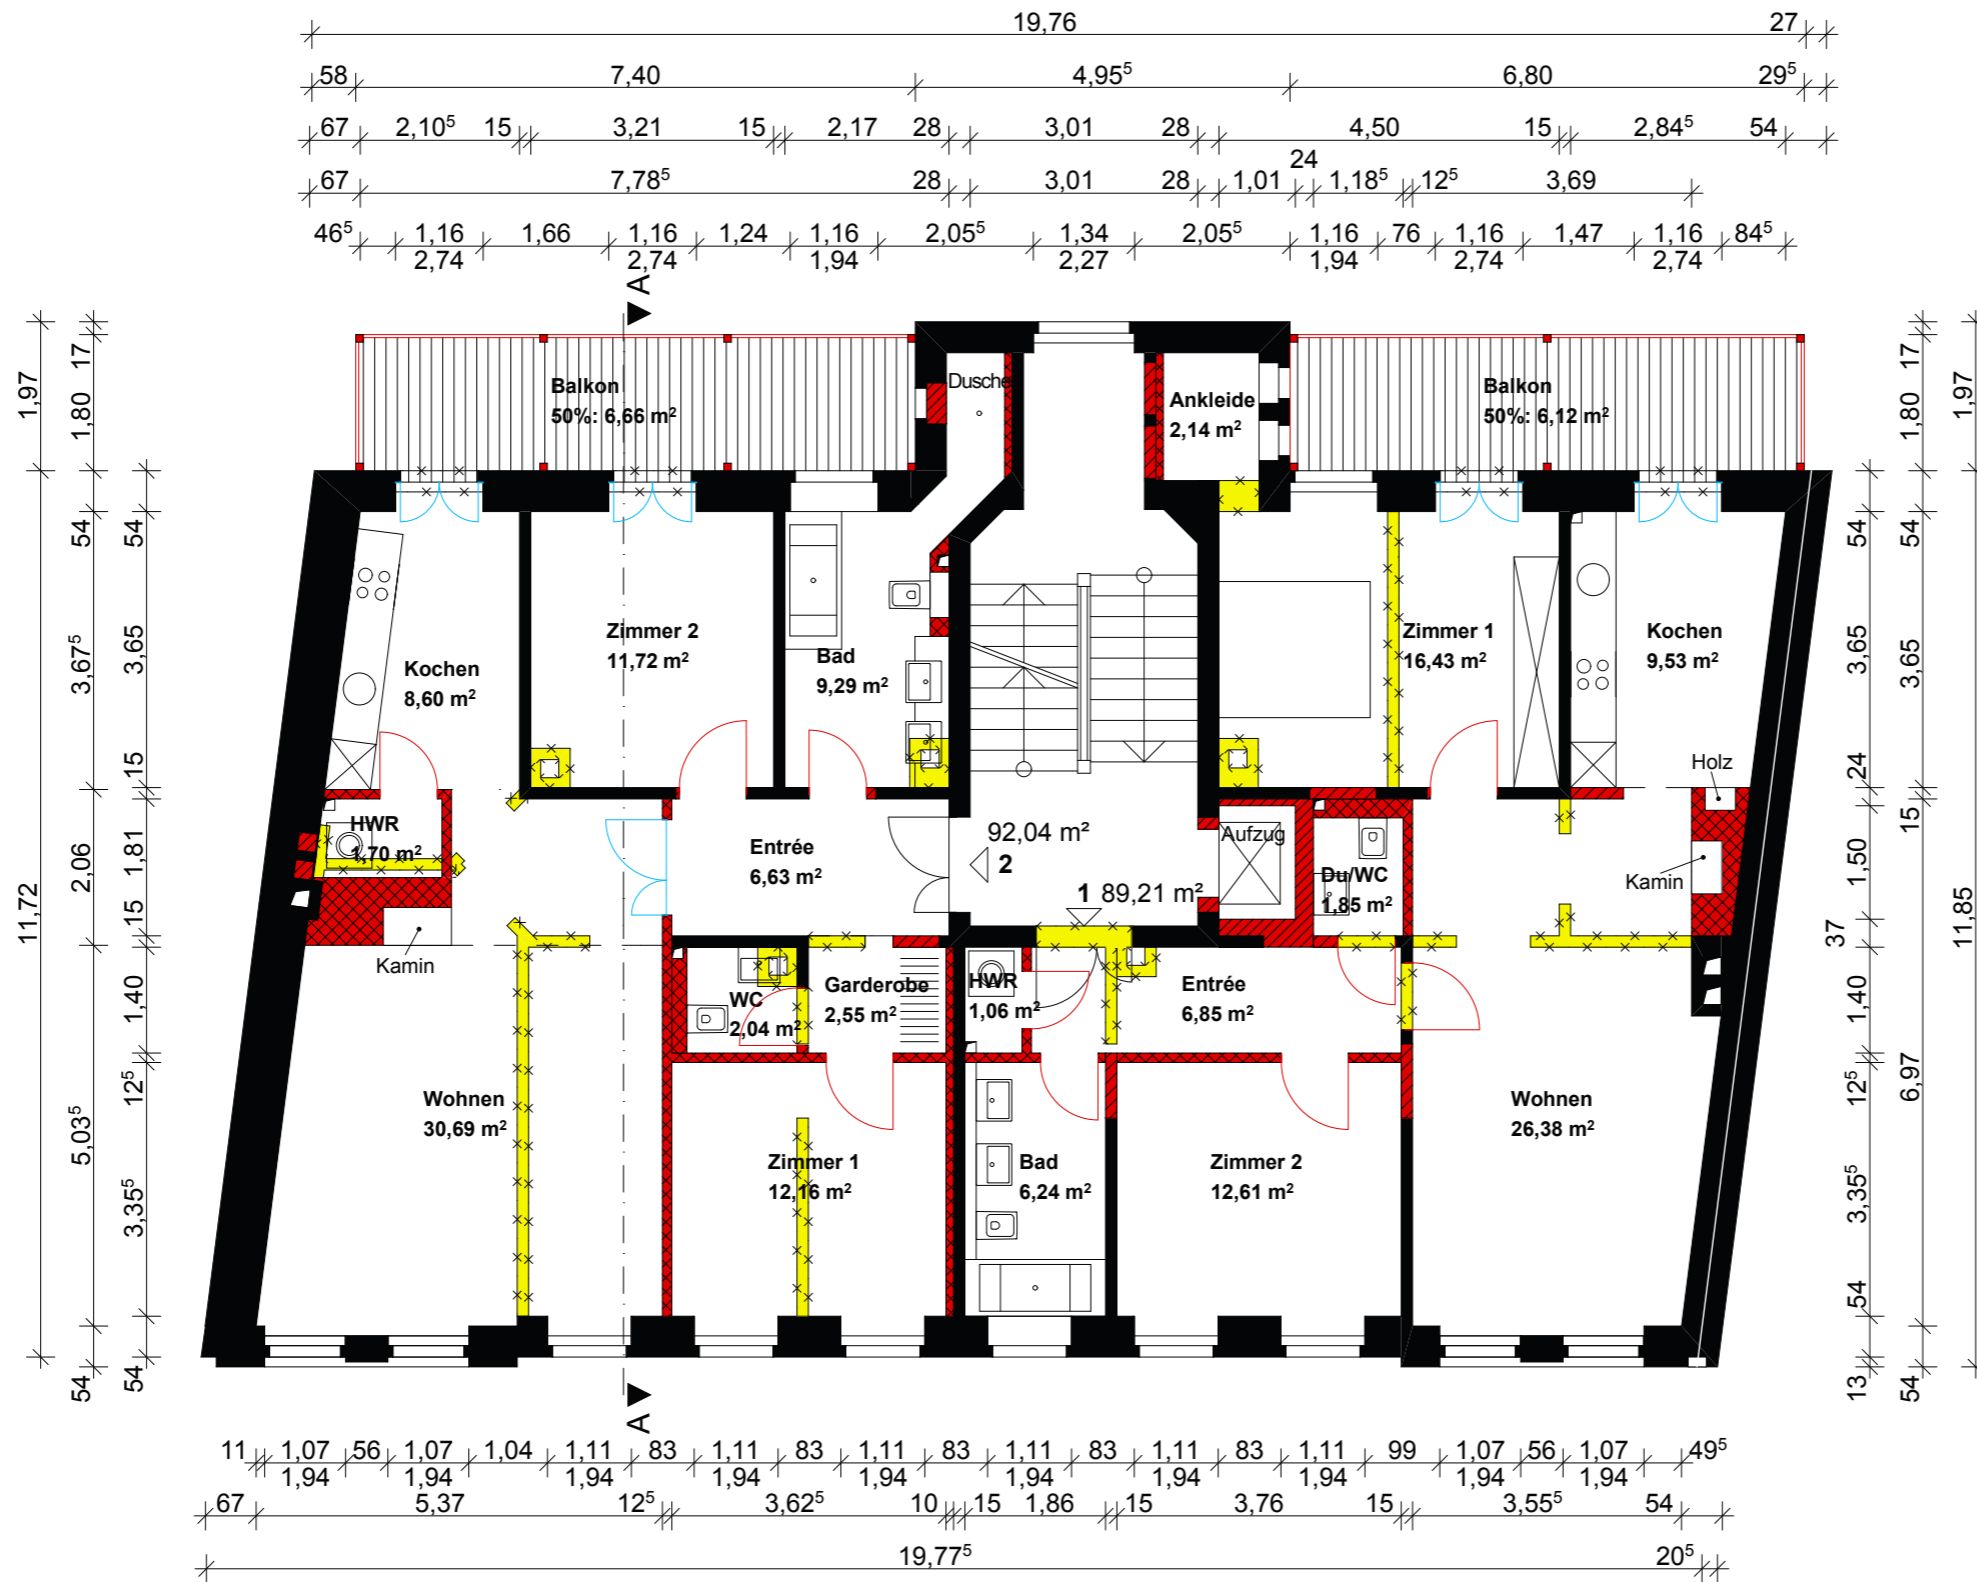 19,76 27
58 7,40 4,95⁵ 6,80 29⁵
67 2,10⁵ 15 3,21 15 2,17 28 3,01 28 4,50 15 2,84⁵ 54
24
67 7,78⁵ 28 3,01 28 1,01 1,18⁵ 12⁵ 3,69
46⁵ 1,16 1,66 1,16 1,24 1,16 2,05⁵ 1,34 2,05⁵ 1,16 76 1,16 1,47 1,16 84⁵
2,74 2,74 1,94 2,27 1,94 2,74 2,74
A
1,97 11,72
17 1,80 54 3,67⁵ 2,06 5,03⁵ 54
54 3,65 15 1,81 15 1,40 12⁵ 3,35⁵ 54
Balkon
50%: 6,66 m²
Dusche
Ankleide
2,14 m²
Balkon
50%: 6,12 m²
Kochen
8,60 m²
Zimmer 2
11,72 m²
Bad
9,29 m²
Zimmer 1
16,43 m²
Kochen
9,53 m²
Holz
HWR
1,70 m²
Kamin
Entrée
6,63 m²
92,04 m²
2
1 89,21 m²
Aufzug
Du/WC
1,85 m²
Kamin
WC
2,04 m²
Garderobe
2,55 m²
HWR
1,06 m²
Entrée
6,85 m²
Wohnen
30,69 m²
Zimmer 1
12,16 m²
Bad
6,24 m²
Zimmer 2
12,61 m²
Wohnen
26,38 m²
54 3,65 24 1,50 37 1,40 12⁵ 3,35⁵ 54 13
17 1,80 54 3,65 15 6,97 54
1,97 11,85
A
11 1,07 56 1,07 1,04 1,11 83 1,11 83 1,11 83 1,11 83 1,11 83 1,11 99 1,07 56 1,07 49⁵
1,94 1,94 1,94 1,94 1,94 1,94 1,94 1,94 1,94 1,94
67 5,37 12⁵ 3,62⁵ 10 15 1,86 15 3,76 15 3,55⁵ 54
19,77⁵ 20⁵